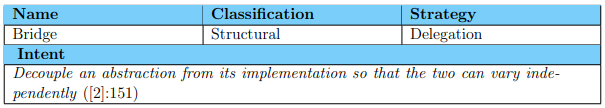 Name Classification Strategy
Bridge Structural Delegation
Intent
Decouple an abstraction from its implementation so that the two can vary inde-
pendently ([2]:151)